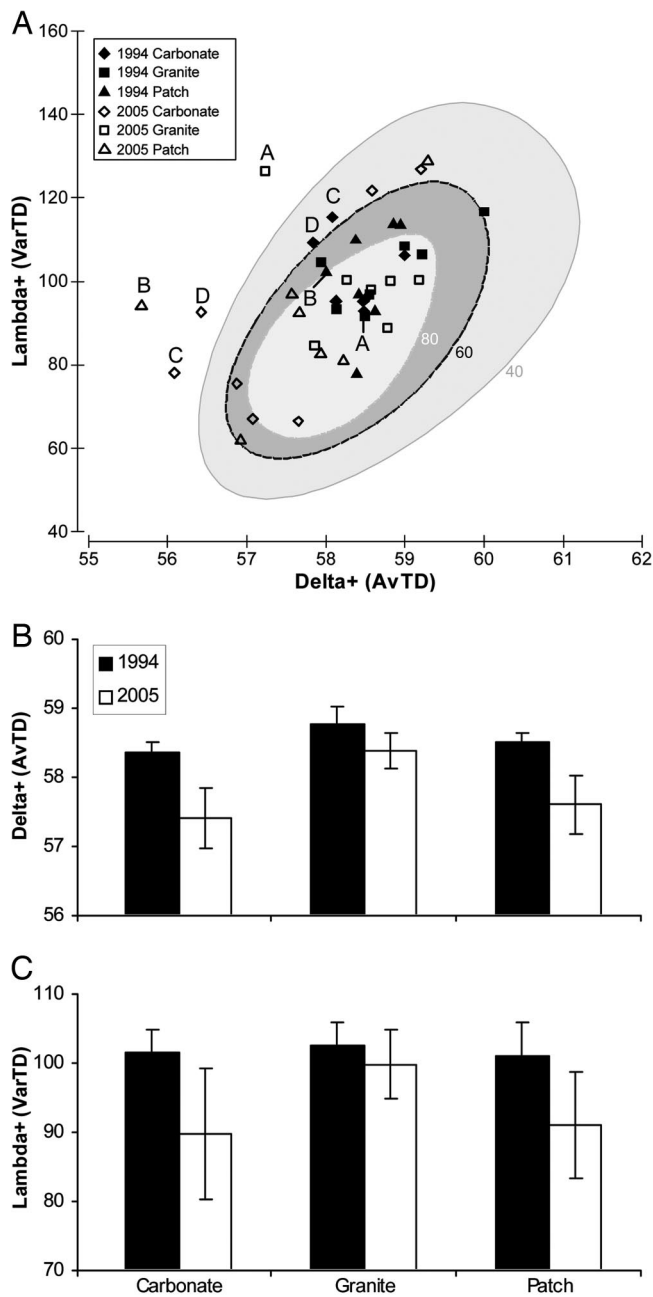 A
160
140
120
100
80
60
40
Lambda+ (VarTD)
1994 Carbonate
1994 Granite
1994 Patch
2005 Carbonate
2005 Granite
2005 Patch
A
C
D
B
D
C
B
A
80
60
40
55 56 57 58 59 60 61 62
Delta+ (AvTD)
B
60
59
58
57
56
Delta+ (AvTD)
1994
2005
C
110
100
90
80
70
Lambda+ (VarTD)
Carbonate Granite Patch